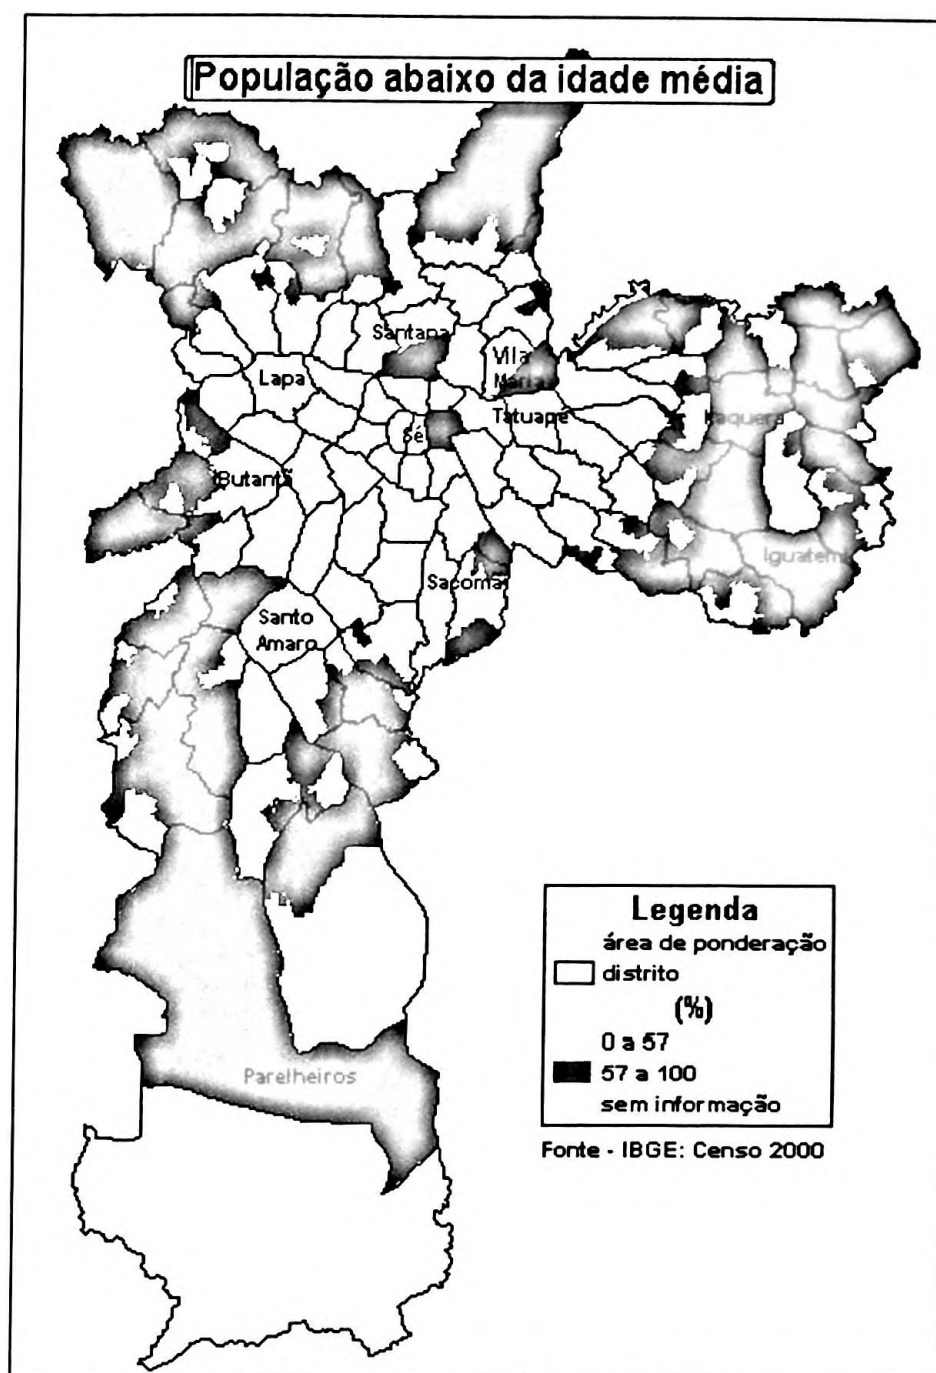 População abaixo da idade média
Santana
Vila
Maria
Lapa
Tatuapé
Itaquera
Sé
Butantã
Iguatemi
Sacomã
Santo
Amaro
Legenda
área de ponderação
distrito
(%)
0 a 57
57 a 100
sem informação
Parelheiros
Fonte - IBGE: Censo 2000